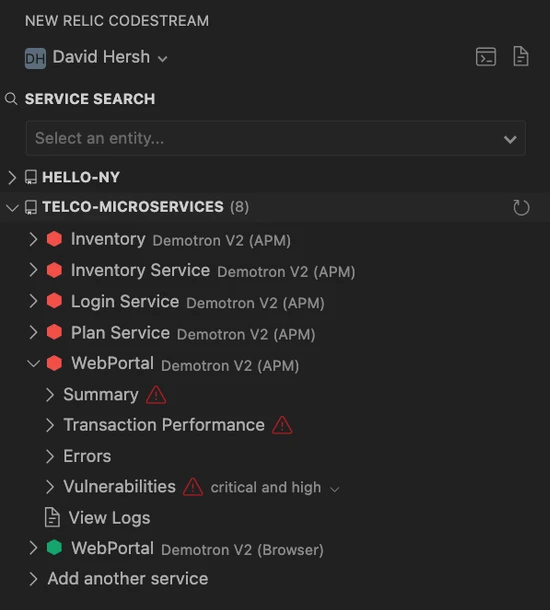 NEW RELIC CODESTREAM
DH David Hersh
SERVICE SEARCH
Select an entity...
HELLO-NY
TELCO-MICROSERVICES (8)
Inventory Demotron V2 (APM)
Inventory Service Demotron V2 (APM)
Login Service Demotron V2 (APM)
Plan Service Demotron V2 (APM)
WebPortal Demotron V2 (APM)
Summary
Transaction Performance
Errors
Vulnerabilities critical and high
View Logs
WebPortal Demotron V2 (Browser)
Add another service